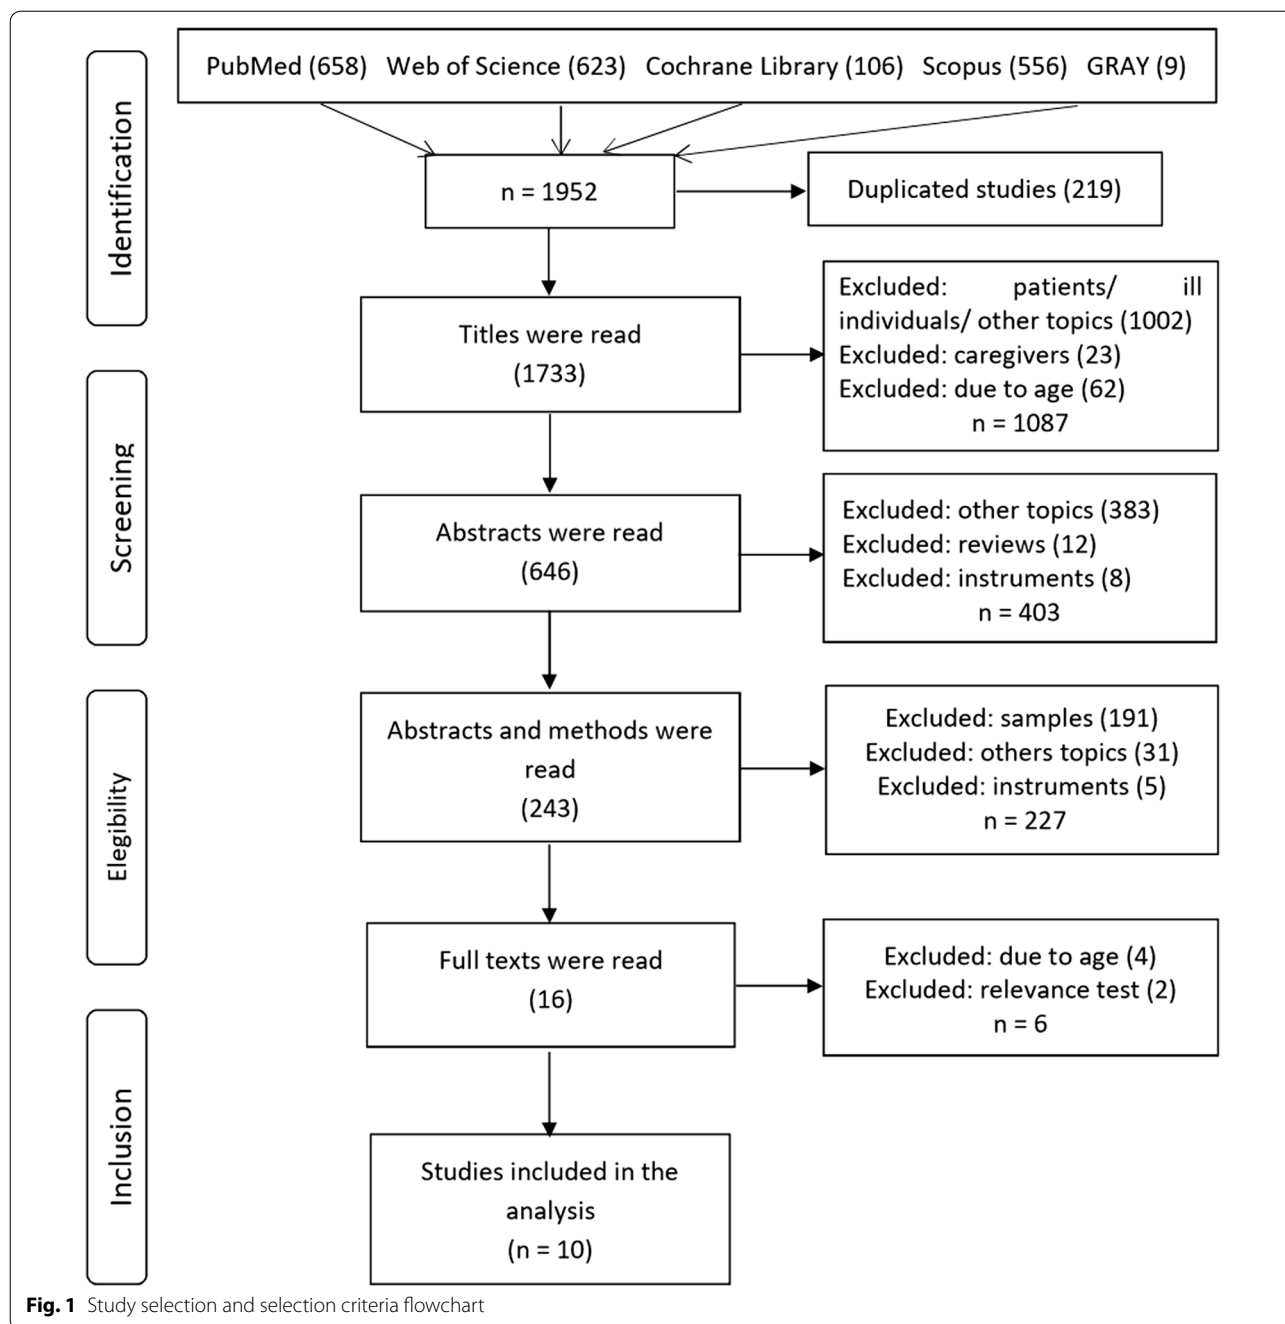 PubMed (658) Web of Science (623) Cochrane Library (106) Scopus (556) GRAY (9)
Identification
n = 1952
Duplicated studies (219)
Titles were read
(1733)
Excluded: patients/ ill
individuals/ other topics (1002)
Excluded: caregivers (23)
Excluded: due to age (62)
n = 1087
Screening
Abstracts were read
(646)
Excluded: other topics (383)
Excluded: reviews (12)
Excluded: instruments (8)
n = 403
Elegibility
Abstracts and methods were
read
(243)
Excluded: samples (191)
Excluded: others topics (31)
Excluded: instruments (5)
n = 227
Full texts were read
(16)
Excluded: due to age (4)
Excluded: relevance test (2)
n = 6
Inclusion
Studies included in the
analysis
(n = 10)
Fig. 1 Study selection and selection criteria flowchart